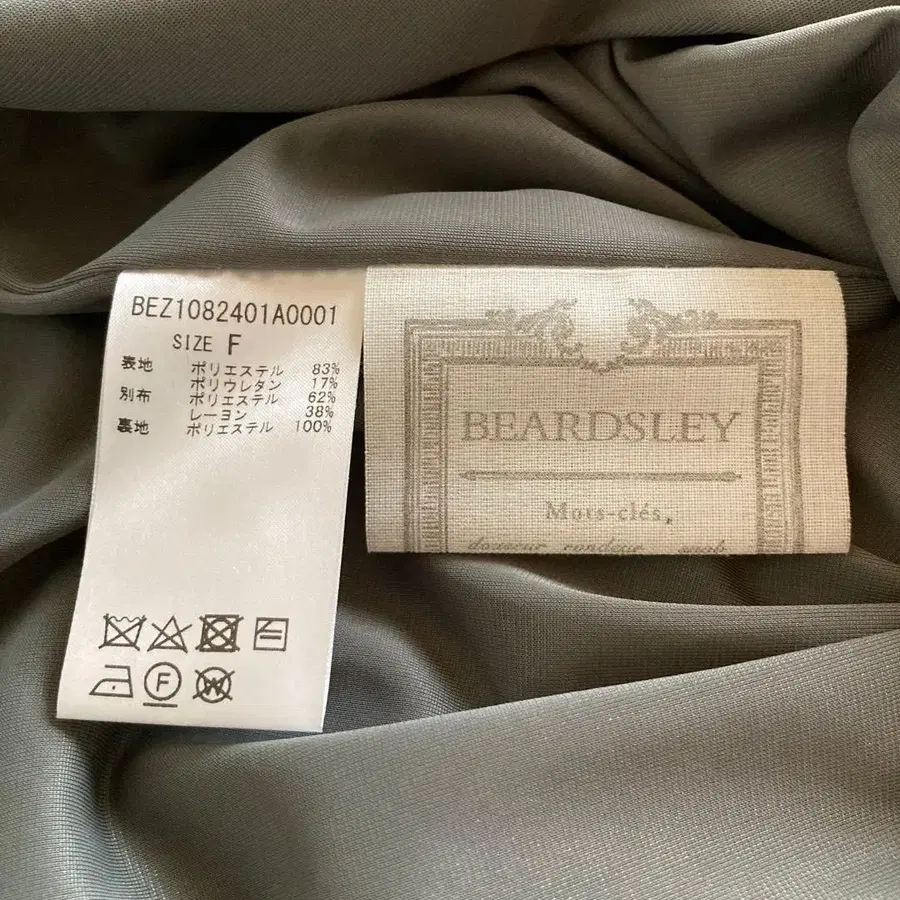 BEZ1082401A0001
SIZE F
表地 ポリエステル 83%
ポリウレタン 17%
別布 ポリエステル 62%
レーヨン 38%
裏地 ポリエステル 100%
F
W
BEARDSLEY
Mots-clés,